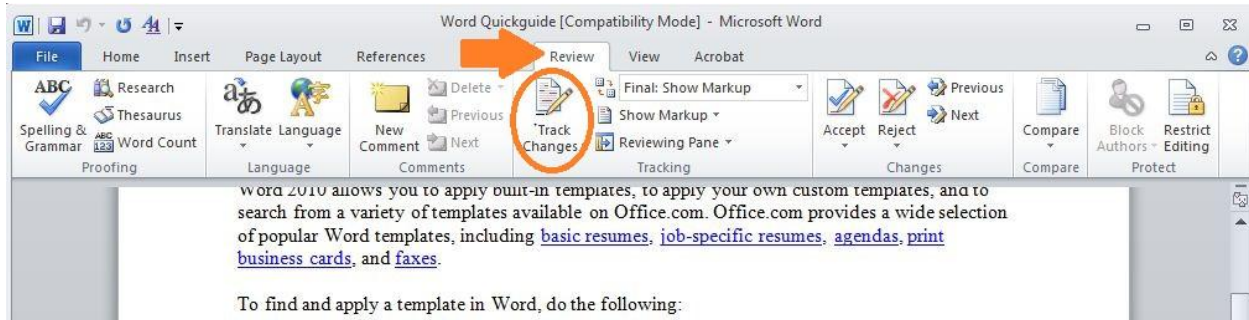 Word Quickguide [Compatibility Mode] - Microsoft Word
File Home Insert Page Layout References Review View Acrobat
ABC Research
Thesaurus
Spelling & Grammar
ABC 123 Word Count
Proofing
Translate Language
Language
New Comment
Delete
Previous
Next
Comments
Track Changes
Final: Show Markup
Show Markup
Reviewing Pane
Tracking
Accept Reject
Previous
Next
Changes
Compare
Compare
Block Authors
Restrict Editing
Protect
Word 2010 allows you to apply built-in templates, to apply your own custom templates, and to
search from a variety of templates available on Office.com. Office.com provides a wide selection
of popular Word templates, including basic resumes, job-specific resumes, agendas, print
business cards, and faxes.
To find and apply a template in Word, do the following: